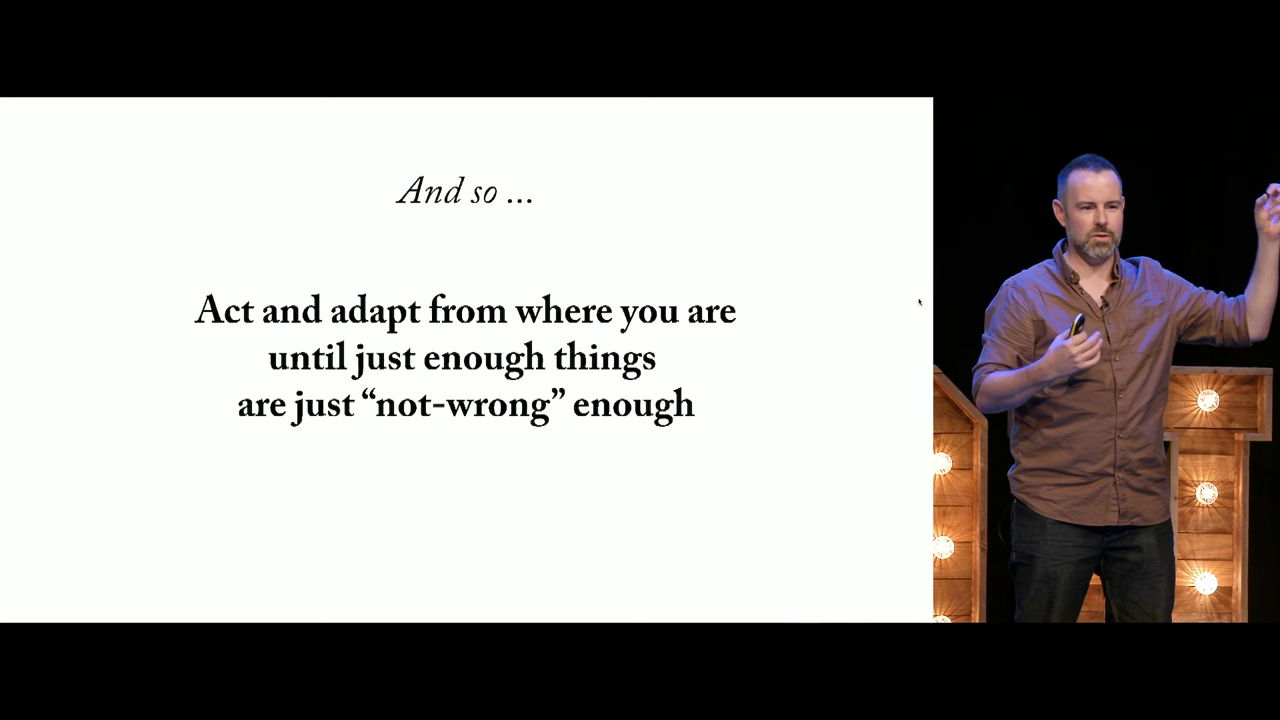 And so ...
Act and adapt from where you are
until just enough things
are just “not-wrong” enough